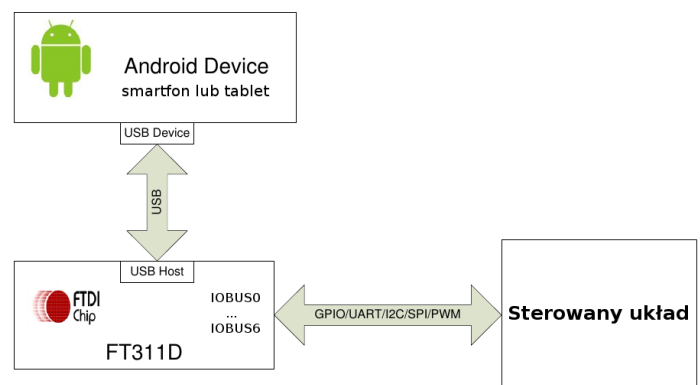 Android Device
smartfon lub tablet
USB Device
USB
USB Host
FTDI
Chip
IOBUS0
...
IOBUS6
FT311D
GPIO/UART/I2C/SPI/PWM
Sterowany układ